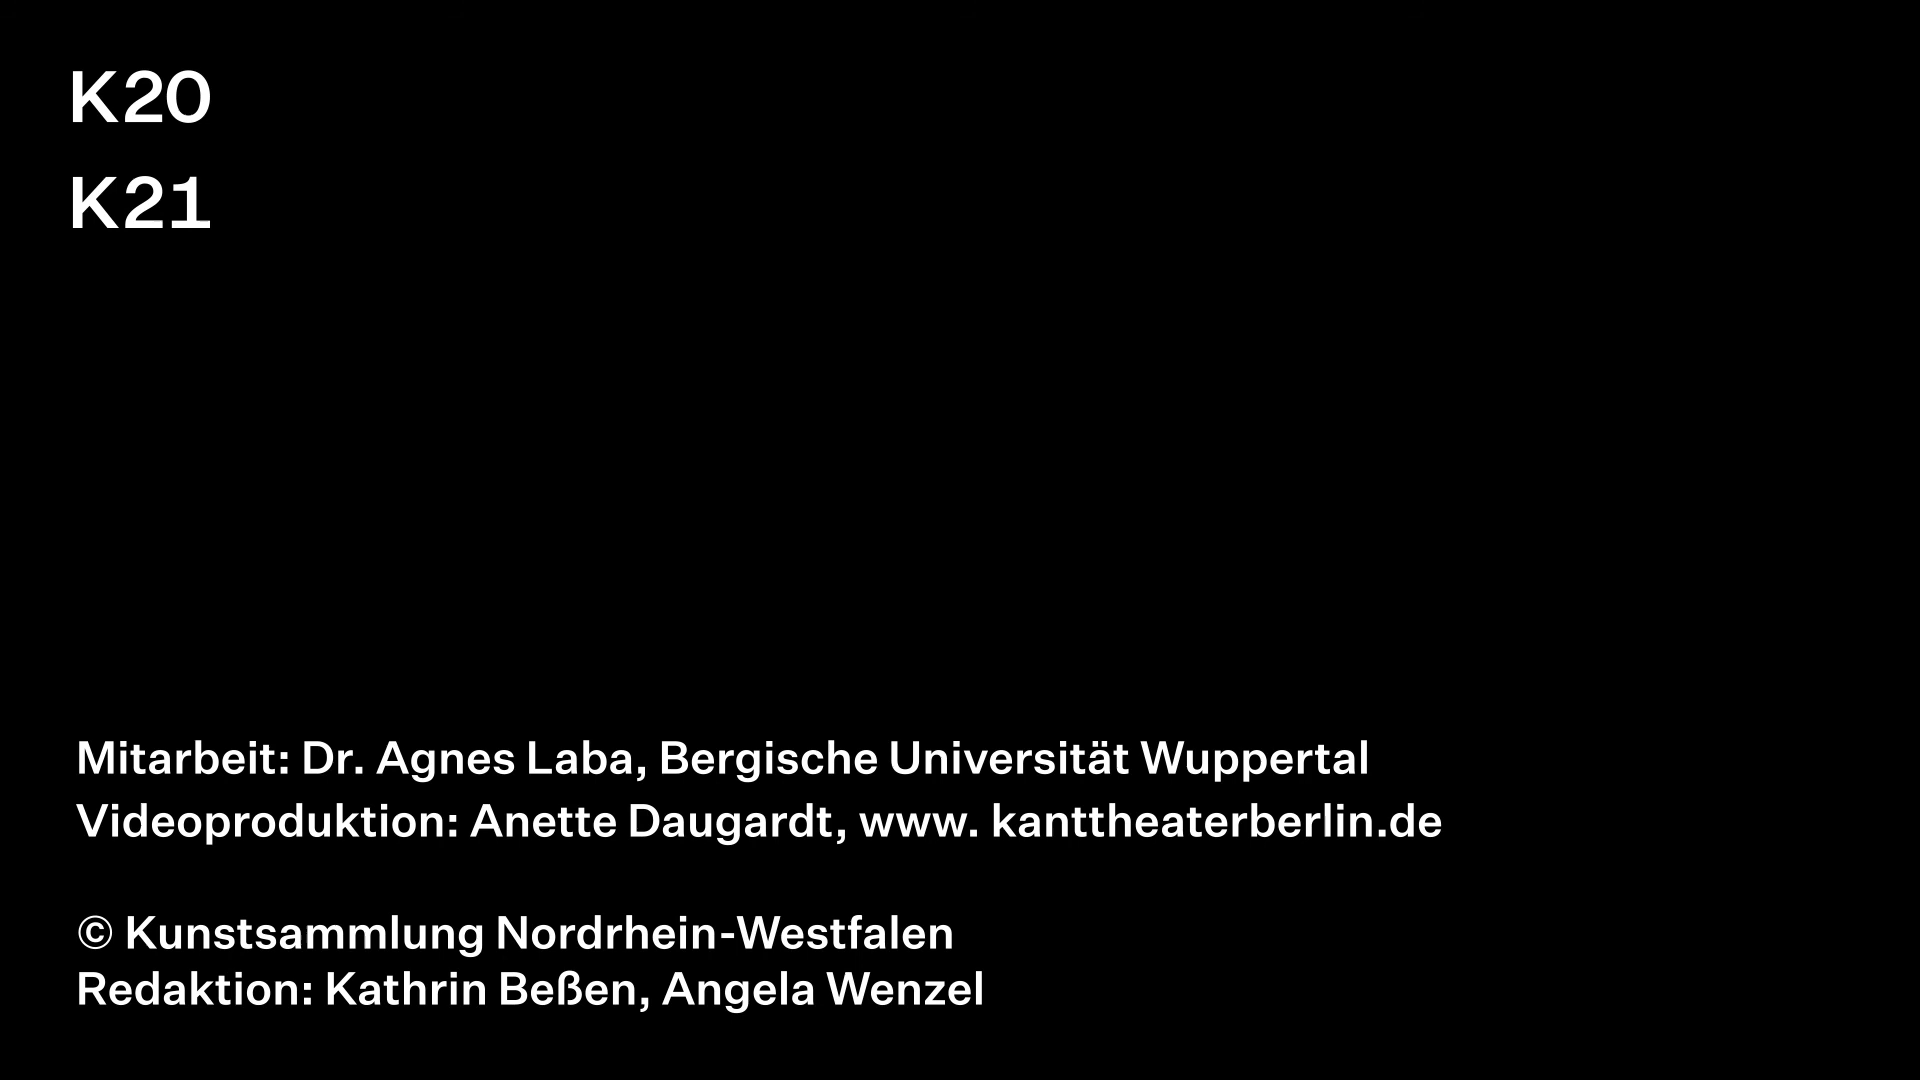 K20
K21
Mitarbeit: Dr. Agnes Laba, Bergische Universität Wuppertal
Videoproduktion: Anette Daugardt, www. kanttheaterberlin.de
© Kunstsammlung Nordrhein-Westfalen
Redaktion: Kathrin Beßen, Angela Wenzel